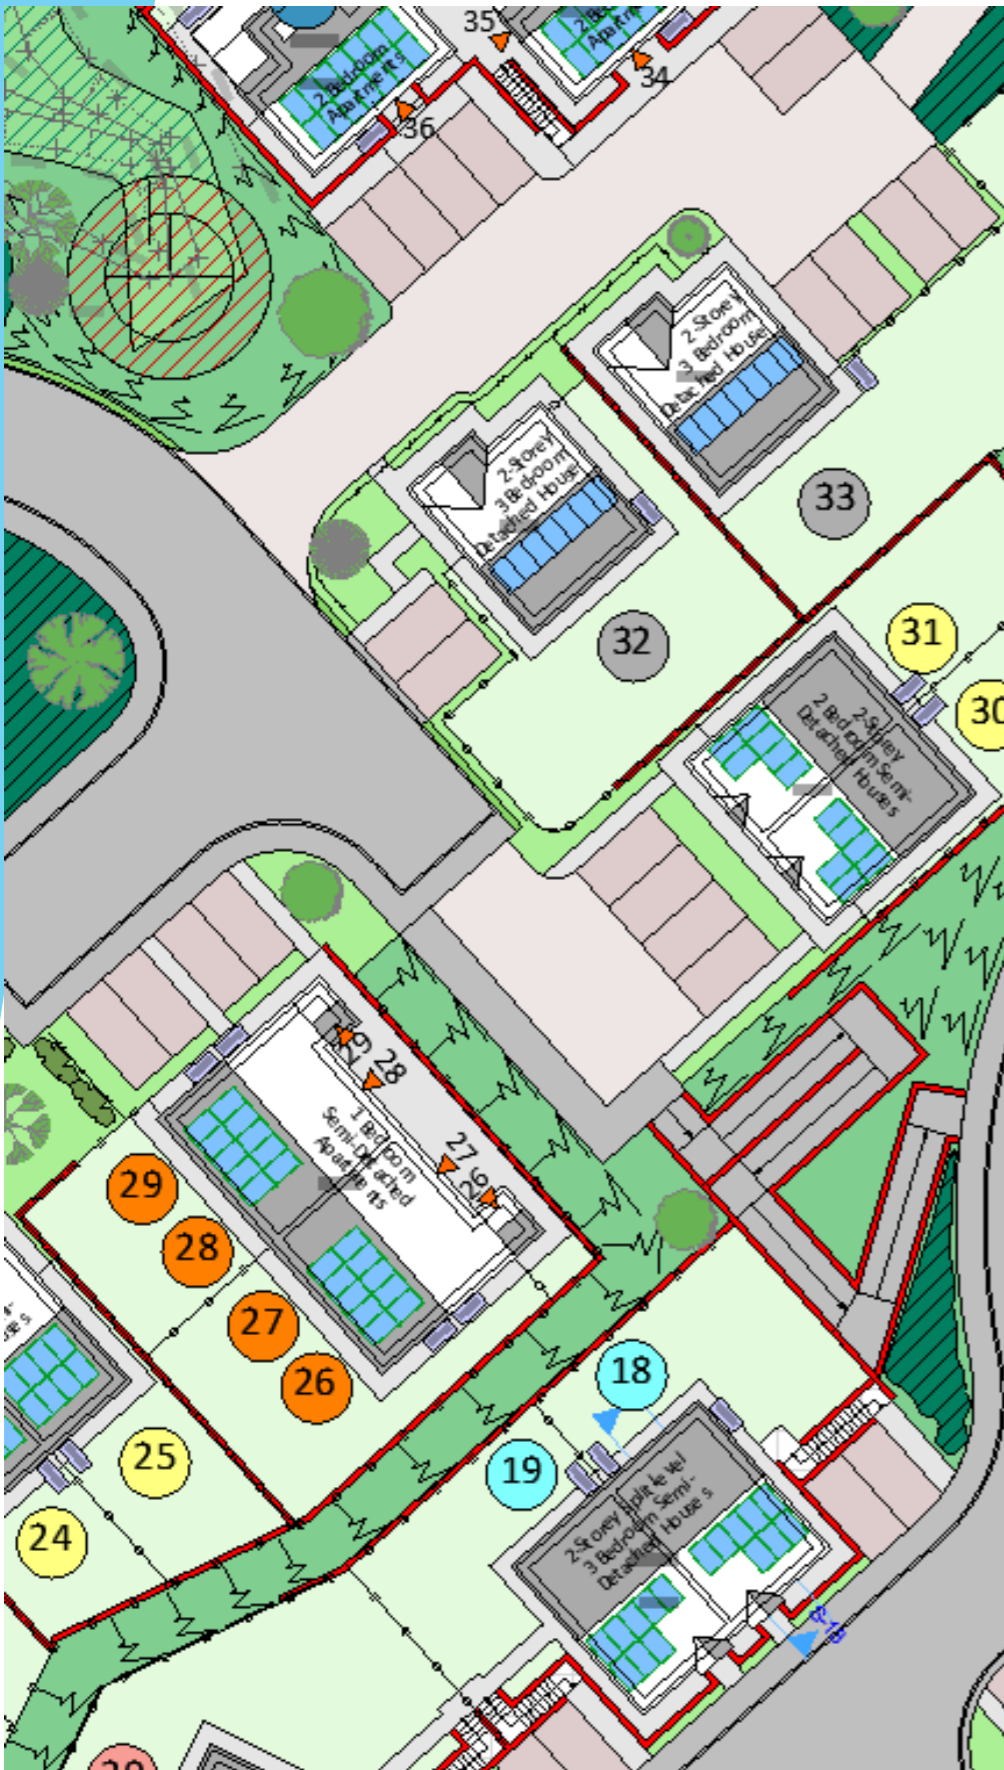 35
2 Bedroom
Apartments
34
36
2-Storey
3 Bedroom
Detached House
33
2-Storey
3 Bedroom
Detached House
32
31
30
2-Storey
2 Bedroom Semi-
Detached Houses
29
28
27
26
1 Bedroom
Semi-Detached
Apartments
29
28
27
26
18
19
25
24
2-Storey Split level
3 Bedroom Semi-
Detached Houses